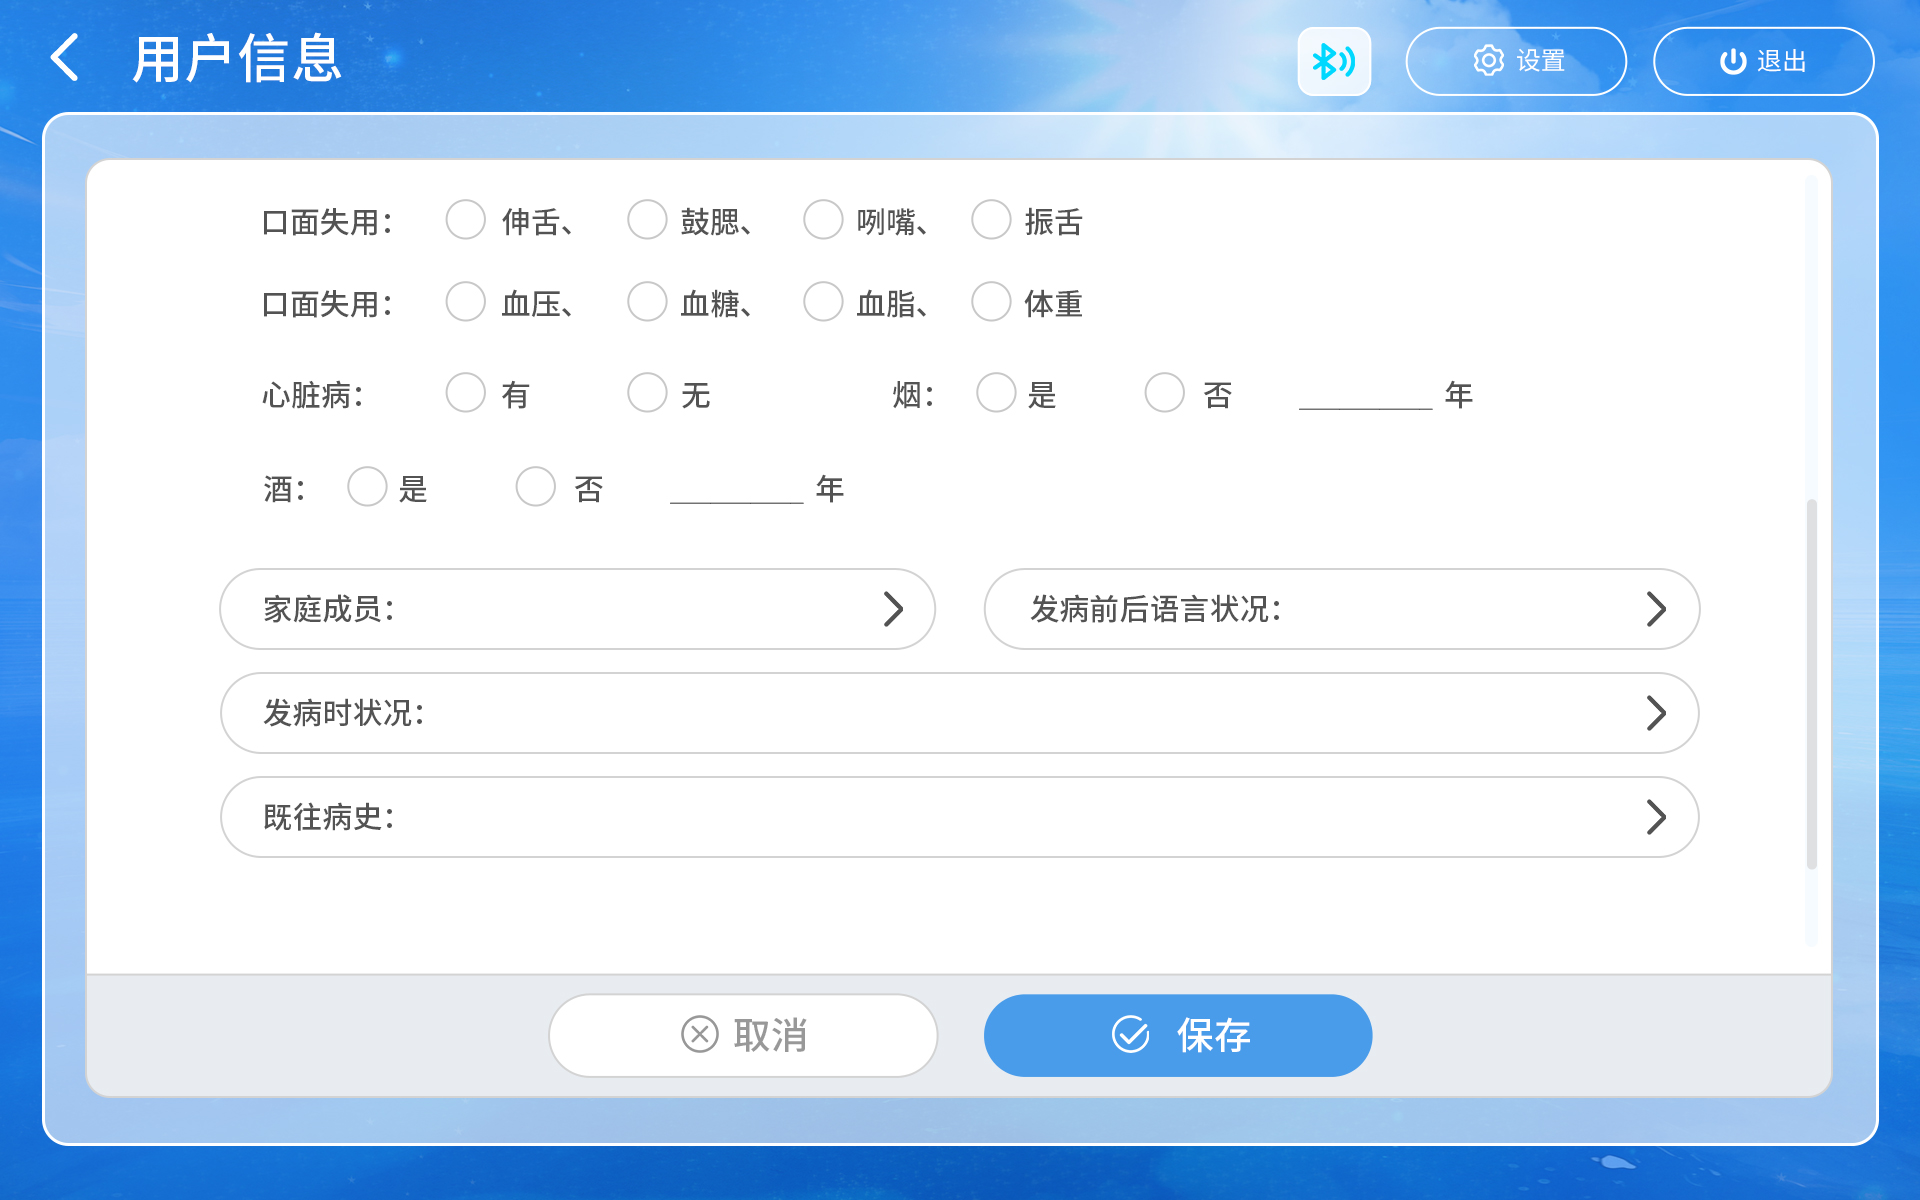 用户信息
设置
退出
口面失用： 伸舌、 鼓腮、 咧嘴、 振舌
口面失用： 血压、 血糖、 血脂、 体重
心脏病： 有 无 烟： 是 否 _________ 年
酒： 是 否 _________ 年
家庭成员：
发病前后语言状况：
发病时状况：
既往病史：
取消
保存